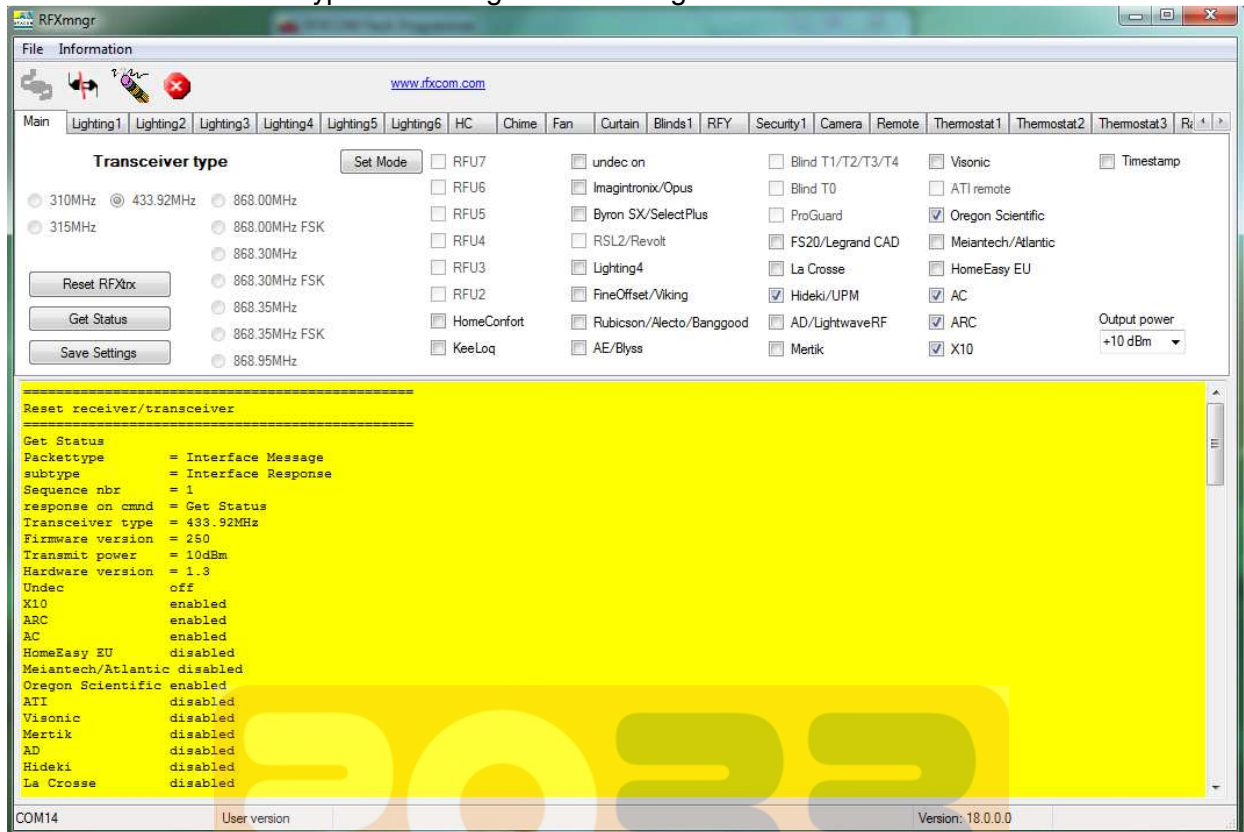 RFXmngr
File Information
www.rfxcom.com
Main Lighting1 Lighting2 Lighting3 Lighting4 Lighting5 Lighting6 HC Chime Fan Curtain Blinds1 RFY Security1 Camera Remote Thermostat1 Thermostat2 Thermostat3
Transceiver type Set Mode RFU7 undec on Blind T1/T2/T3/T4 Visonic Timestamp
RFU6 Imagintronix/Opus Blind T0 ATI remote
310MHz 433.92MHz 868.00MHz
RFU5 Byron SX/SelectPlus ProGuard Oregon Scientific
315MHz 868.00MHz FSK
RFU4 RSL2/Revolt FS20/Legrand CAD Meiantech/Atlantic
868.30MHz
RFU3 Lighting4 La Crosse HomeEasy EU
Reset RFXtrx 868.30MHz FSK
RFU2 FineOffset/Viking Hideki/UPM AC
868.35MHz
Get Status HomeConfort Rubicson/Alecto/Banggood AD/LightwaveRF ARC Output power
868.35MHz FSK
Save Settings KeeLoq AE/Blyss Mertik X10 +10 dBm
868.95MHz
================================================
Reset receiver/transceiver
================================================
Get Status
Packettype = Interface Message
subtype = Interface Response
Sequence nbr = 1
response on cmnd = Get Status
Transceiver type = 433.92MHz
Firmware version = 250
Transmit power = 10dBm
Hardware version = 1.3
Undec off
X10 enabled
ARC enabled
AC enabled
HomeEasy EU disabled
Meiantech/Atlantic disabled
Oregon Scientific enabled
ATI disabled
Visonic disabled
Mertik disabled
AD disabled
Hideki disabled
La Crosse disabled
COM14 User version Version: 18.0.0.0